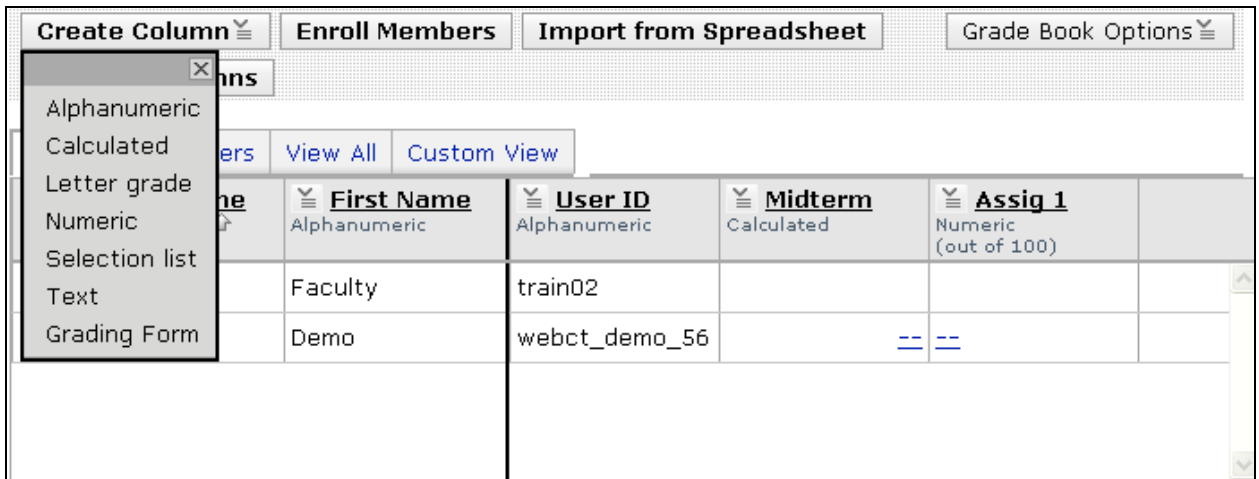 Create Column Enroll Members Import from Spreadsheet Grade Book Options
Alphanumeric
Calculated
Letter grade
Numeric
Selection list
Text
Grading Form
View All Custom View
First Name User ID Midterm Assig 1
Alphanumeric Alphanumeric Calculated Numeric
(out of 100)
Faculty train02
Demo webct_demo_56 -- --